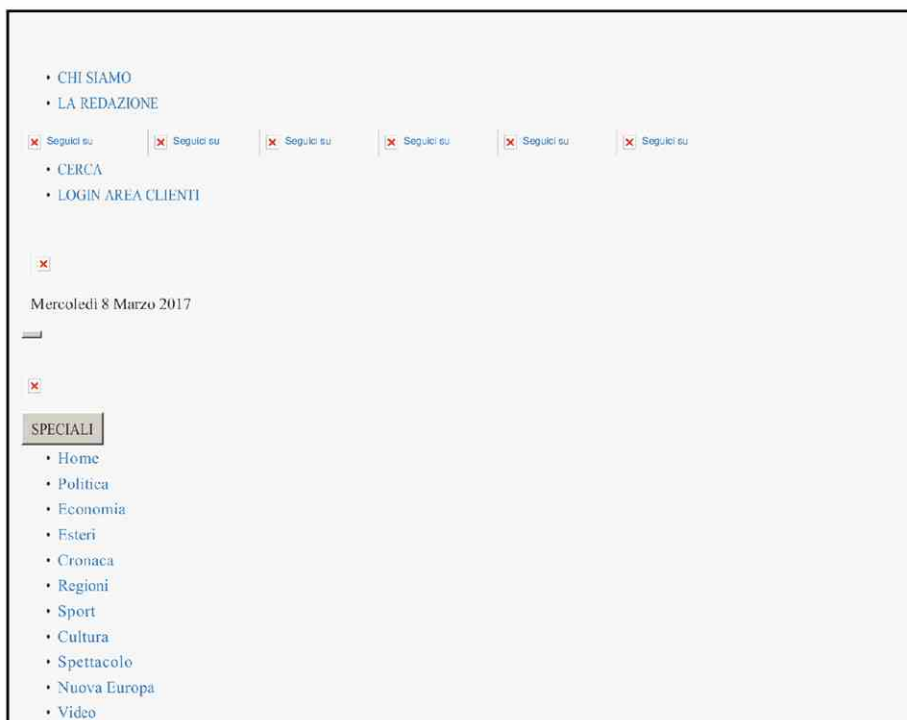 • CHI SIAMO
• LA REDAZIONE
Seguici su Seguici su Seguici su Seguici su Seguici su Seguici su
• CERCA
• LOGIN AREA CLIENTI
Mercoledì 8 Marzo 2017
SPECIALI
• Home
• Politica
• Economia
• Esteri
• Cronaca
• Regioni
• Sport
• Cultura
• Spettacolo
• Nuova Europa
• Video